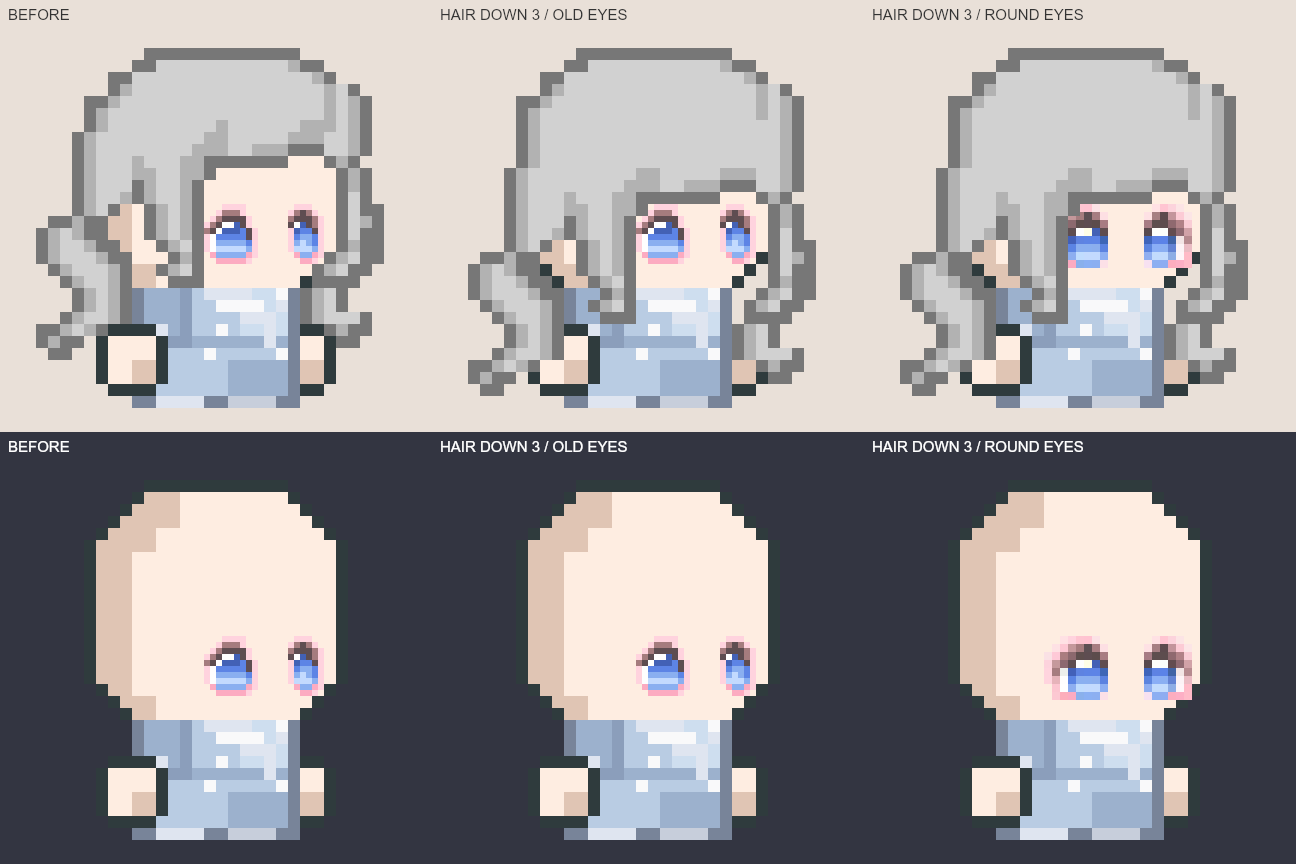 BEFORE
HAIR DOWN 3 / OLD EYES
HAIR DOWN 3 / ROUND EYES
BEFORE
HAIR DOWN 3 / OLD EYES
HAIR DOWN 3 / ROUND EYES